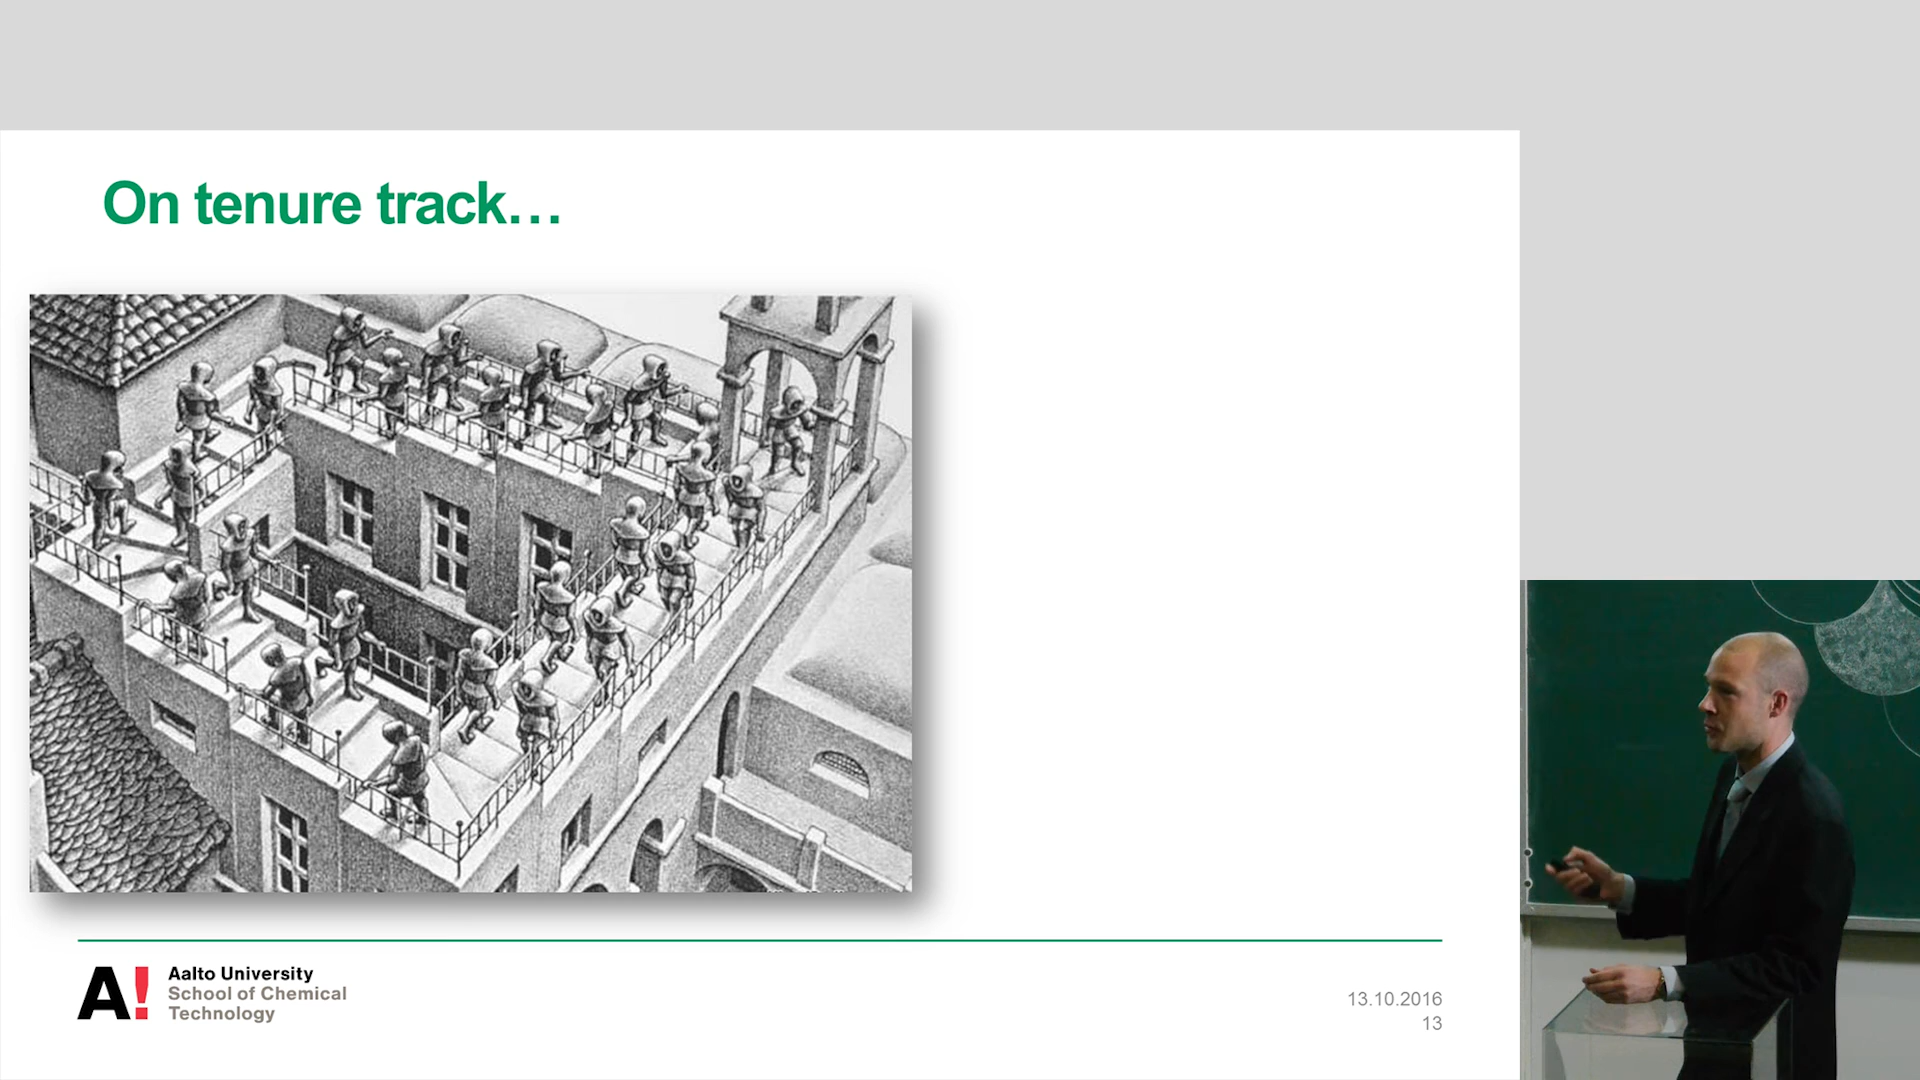 On tenure track…
A!
Aalto University
School of Chemical
Technology
13.10.2016
13